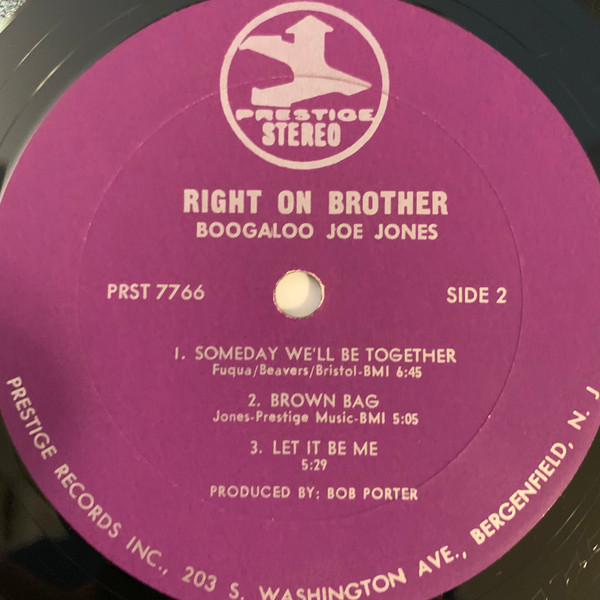 PRESTIGE
STEREO
RIGHT ON BROTHER
BOOGALOO JOE JONES
PRST 7766
SIDE 2
1. SOMEDAY WE'LL BE TOGETHER
Fuqua/Beavers/Bristol-BMI 6:45
2. BROWN BAG
Jones-Prestige Music-BMI 5:05
3. LET IT BE ME
5:29
PRODUCED BY: BOB PORTER
PRESTIGE RECORDS INC., 203 S. WASHINGTON AVE., BERGENFIELD, N. J